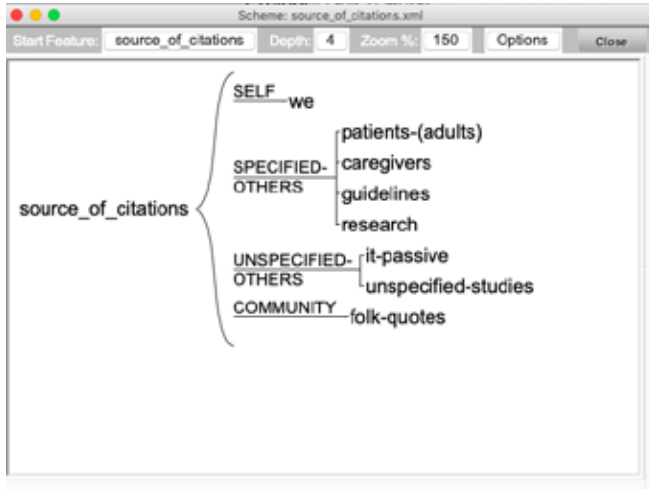 Scheme: source_of_citations.xml
Start Feature: source_of_citations Depth: 4 Zoom %: 150 Options Close
SELF
we
patients-(adults)
SPECIFIED-
OTHERS
caregivers
guidelines
research
source_of_citations
UNSPECIFIED-
OTHERS
it-passive
unspecified-studies
COMMUNITY
folk-quotes